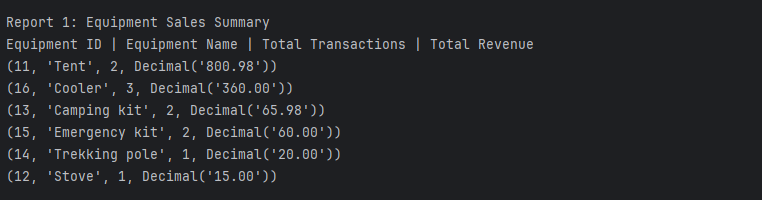 Report 1: Equipment Sales Summary
Equipment ID | Equipment Name | Total Transactions | Total Revenue
(11, 'Tent', 2, Decimal('800.98'))
(16, 'Cooler', 3, Decimal('360.00'))
(13, 'Camping kit', 2, Decimal('65.98'))
(15, 'Emergency kit', 2, Decimal('60.00'))
(14, 'Trekking pole', 1, Decimal('20.00'))
(12, 'Stove', 1, Decimal('15.00'))